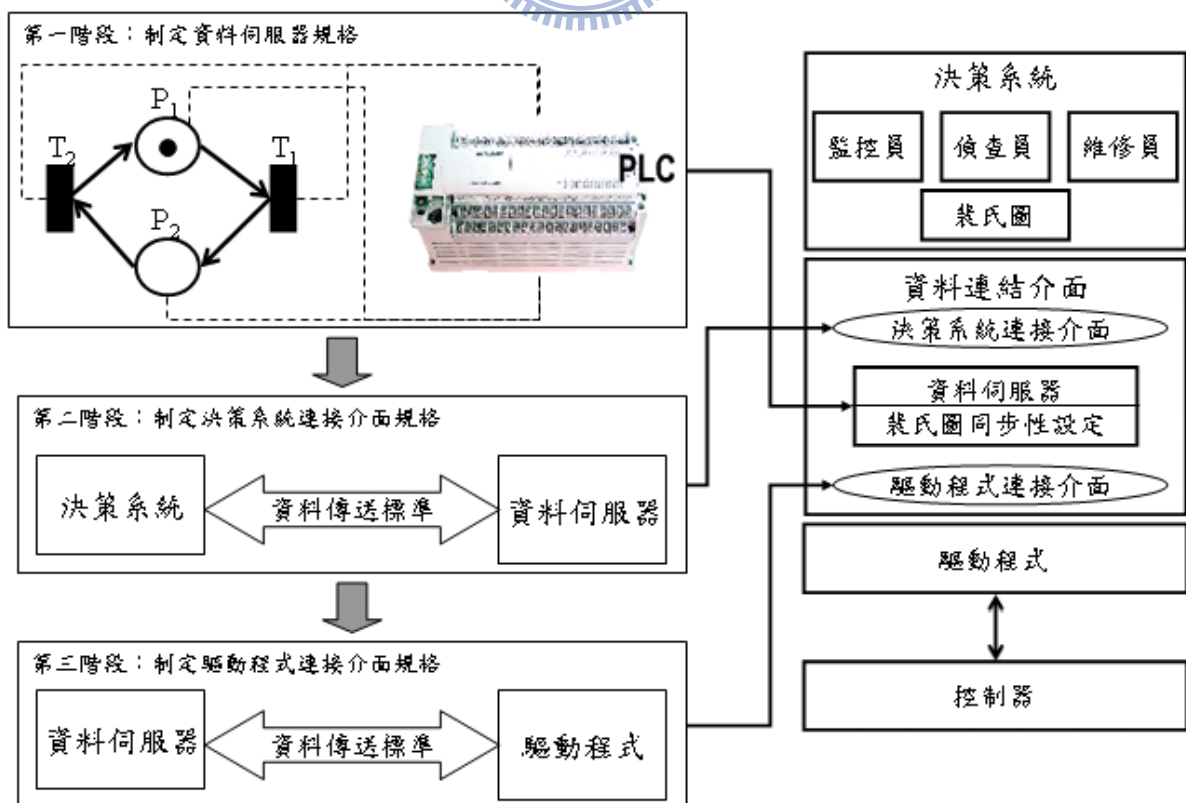 第一階段：制定資料伺服器規格
P1
T2
T1
P2
PLC
第二階段：制定決策系統連接介面規格
決策系統
資料傳送標準
資料伺服器
第三階段：制定驅動程式連接介面規格
資料伺服器
資料傳送標準
驅動程式
決策系統
監控員
偵查員
維修員
裴氏圖
資料連結介面
決策系統連接介面
資料伺服器
裴氏圖同步性設定
驅動程式連接介面
驅動程式
控制器